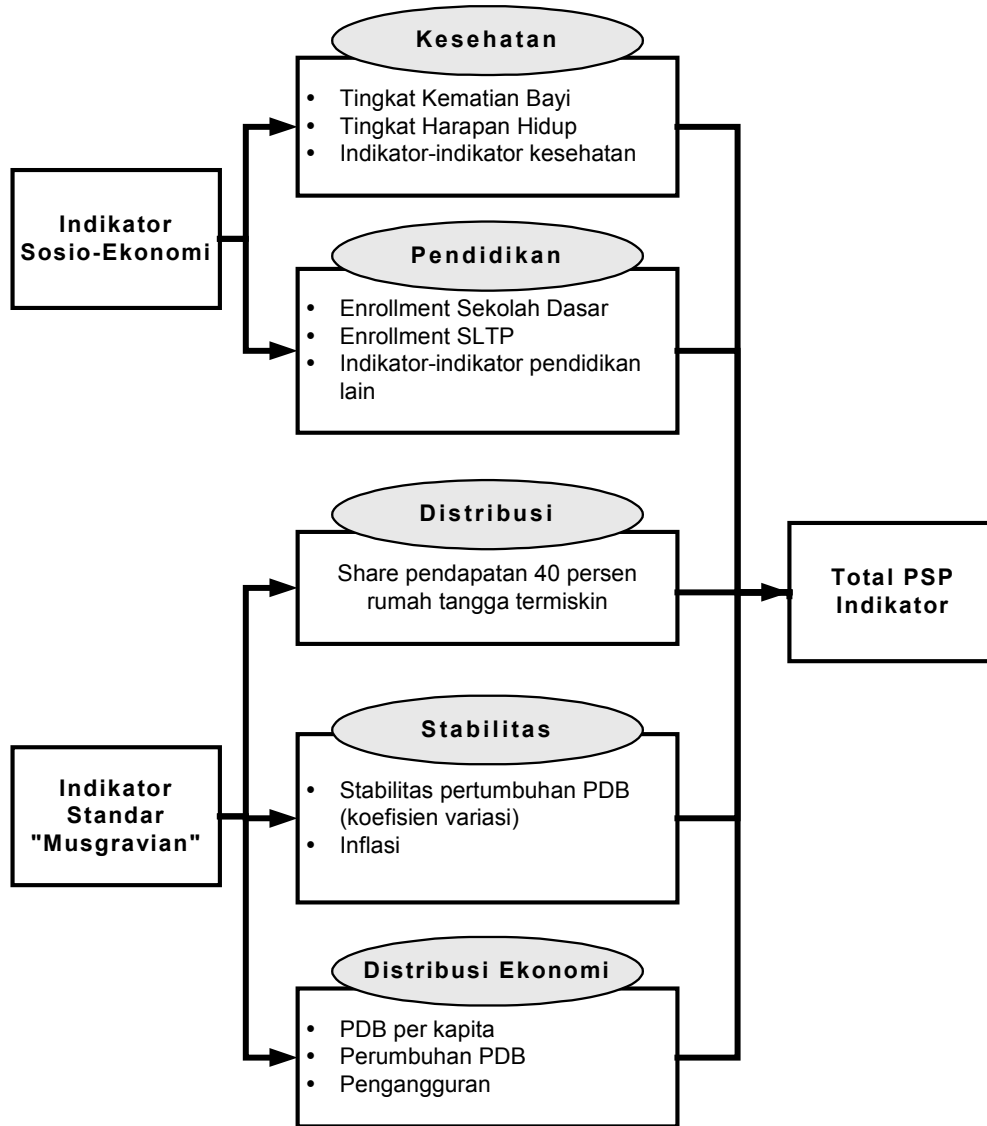 Kesehatan
• Tingkat Kematian Bayi
• Tingkat Harapan Hidup
• Indikator-indikator kesehatan
Indikator
Sosio-Ekonomi
Pendidikan
• Enrollment Sekolah Dasar
• Enrollment SLTP
• Indikator-indikator pendidikan
lain
Distribusi
Share pendapatan 40 persen
rumah tangga termiskin
Total PSP
Indikator
Stabilitas
• Stabilitas pertumbuhan PDB
(koefisien variasi)
• Inflasi
Indikator
Standar
"Musgravian"
Distribusi Ekonomi
• PDB per kapita
• Perumbuhan PDB
• Pengangguran